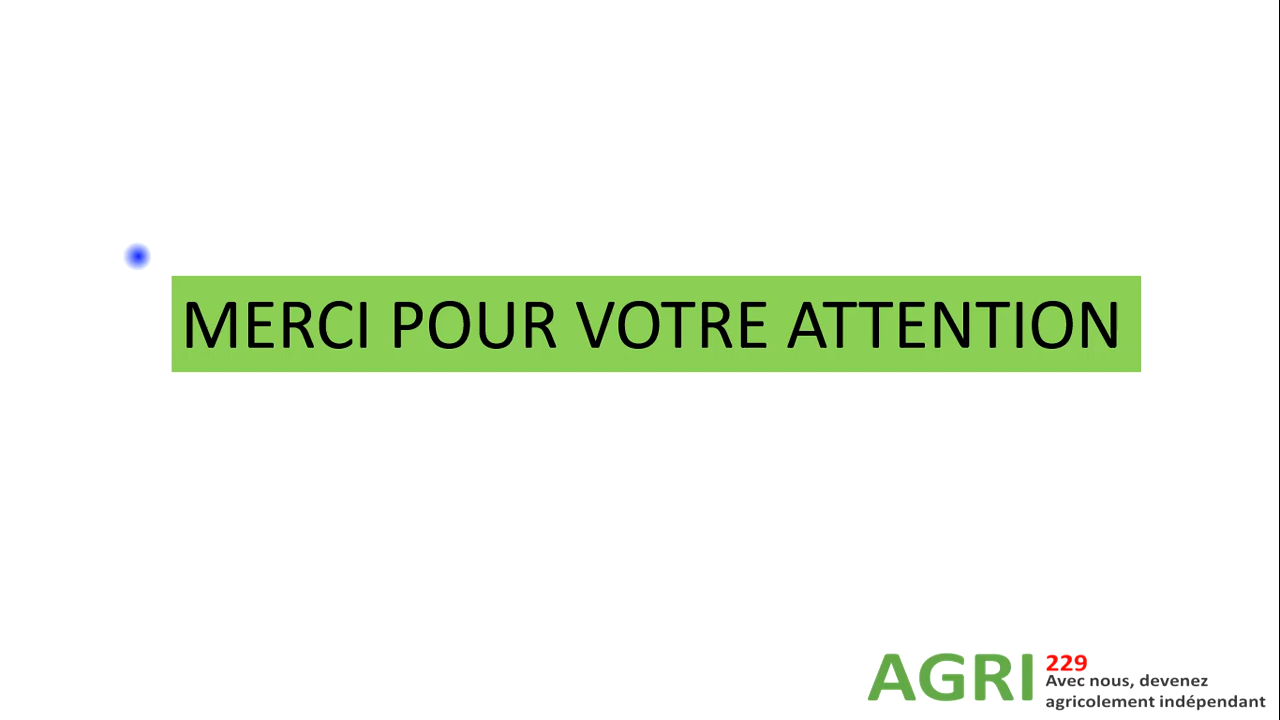 MERCI POUR VOTRE ATTENTION
AGRI
229
Avec nous, devenez
agricolement indépendant